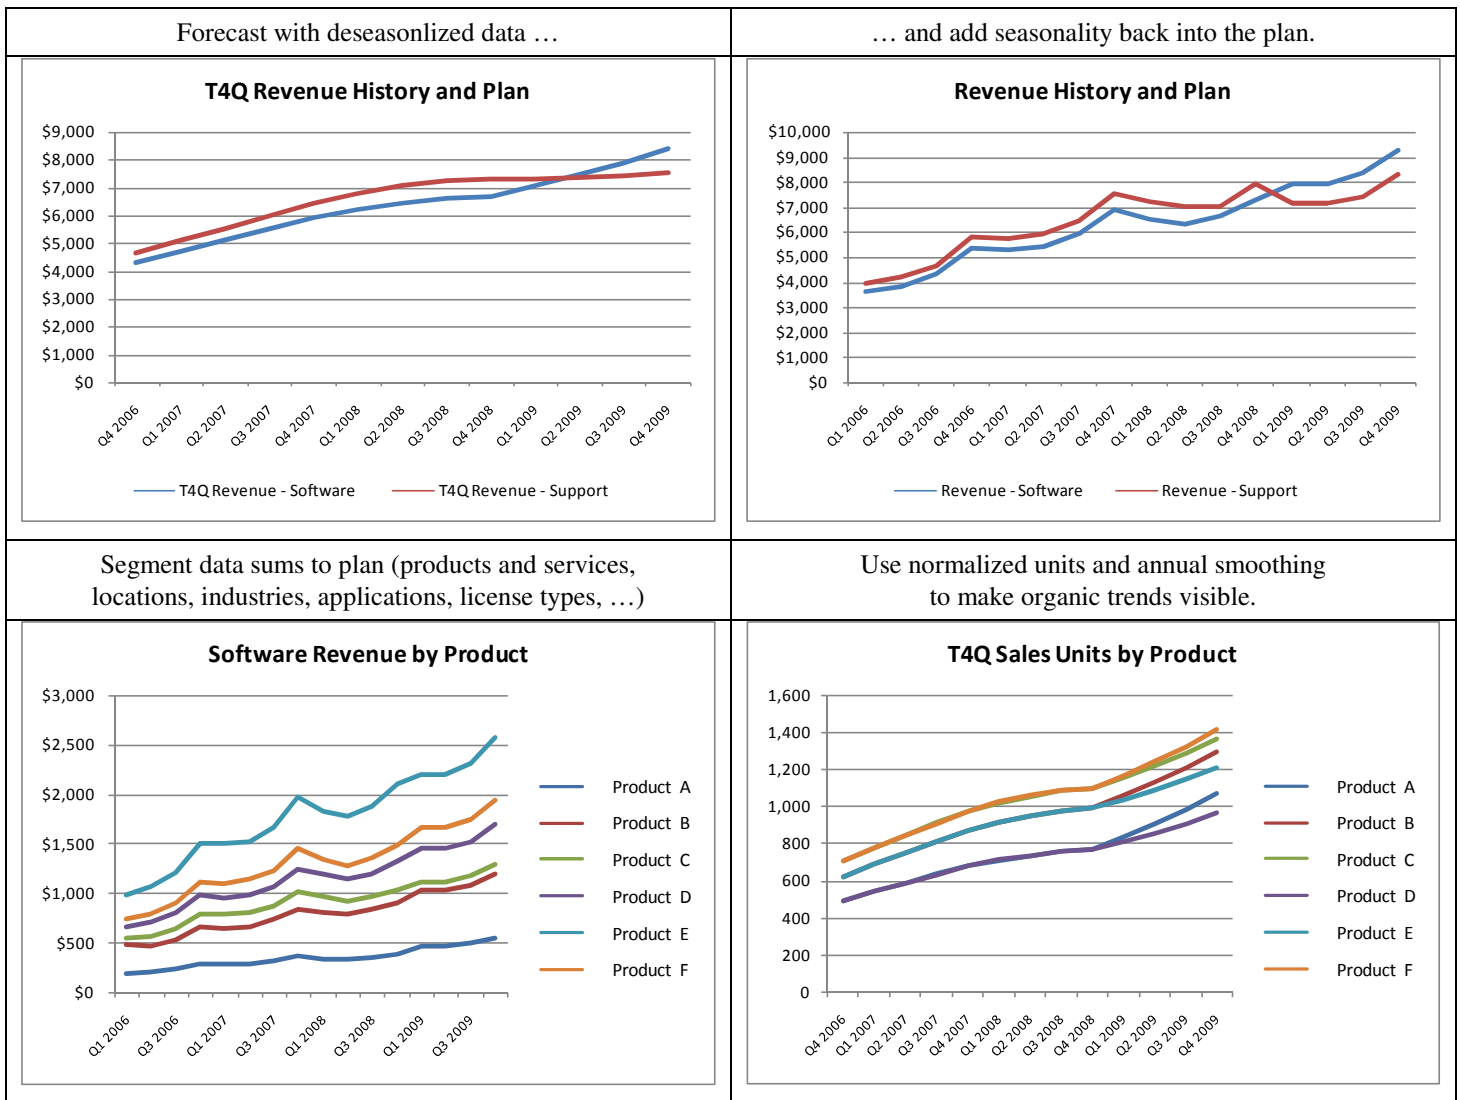 Forecast with deseasonlized data …
… and add seasonality back into the plan.
T4Q Revenue History and Plan
$9,000
$8,000
$7,000
$6,000
$5,000
$4,000
$3,000
$2,000
$1,000
$0
Q4 2006
Q1 2007
Q2 2007
Q3 2007
Q4 2007
Q1 2008
Q2 2008
Q3 2008
Q4 2008
Q1 2009
Q2 2009
Q3 2009
Q4 2009
T4Q Revenue - Software
T4Q Revenue - Support
Revenue History and Plan
$10,000
$9,000
$8,000
$7,000
$6,000
$5,000
$4,000
$3,000
$2,000
$1,000
$0
Q1 2006
Q2 2006
Q3 2006
Q4 2006
Q1 2007
Q2 2007
Q3 2007
Q4 2007
Q1 2008
Q2 2008
Q3 2008
Q4 2008
Q1 2009
Q2 2009
Q3 2009
Q4 2009
Revenue - Software
Revenue - Support
Segment data sums to plan (products and services,
locations, industries, applications, license types, …)
Use normalized units and annual smoothing
to make organic trends visible.
Software Revenue by Product
$3,000
$2,500
$2,000
$1,500
$1,000
$500
$0
Q1 2006
Q3 2006
Q1 2007
Q3 2007
Q1 2008
Q3 2008
Q1 2009
Q3 2009
Product A
Product B
Product C
Product D
Product E
Product F
T4Q Sales Units by Product
1,600
1,400
1,200
1,000
800
600
400
200
0
Q4 2006
Q1 2007
Q2 2007
Q3 2007
Q4 2007
Q1 2008
Q2 2008
Q3 2008
Q4 2008
Q1 2009
Q2 2009
Q3 2009
Q4 2009
Product A
Product B
Product C
Product D
Product E
Product F